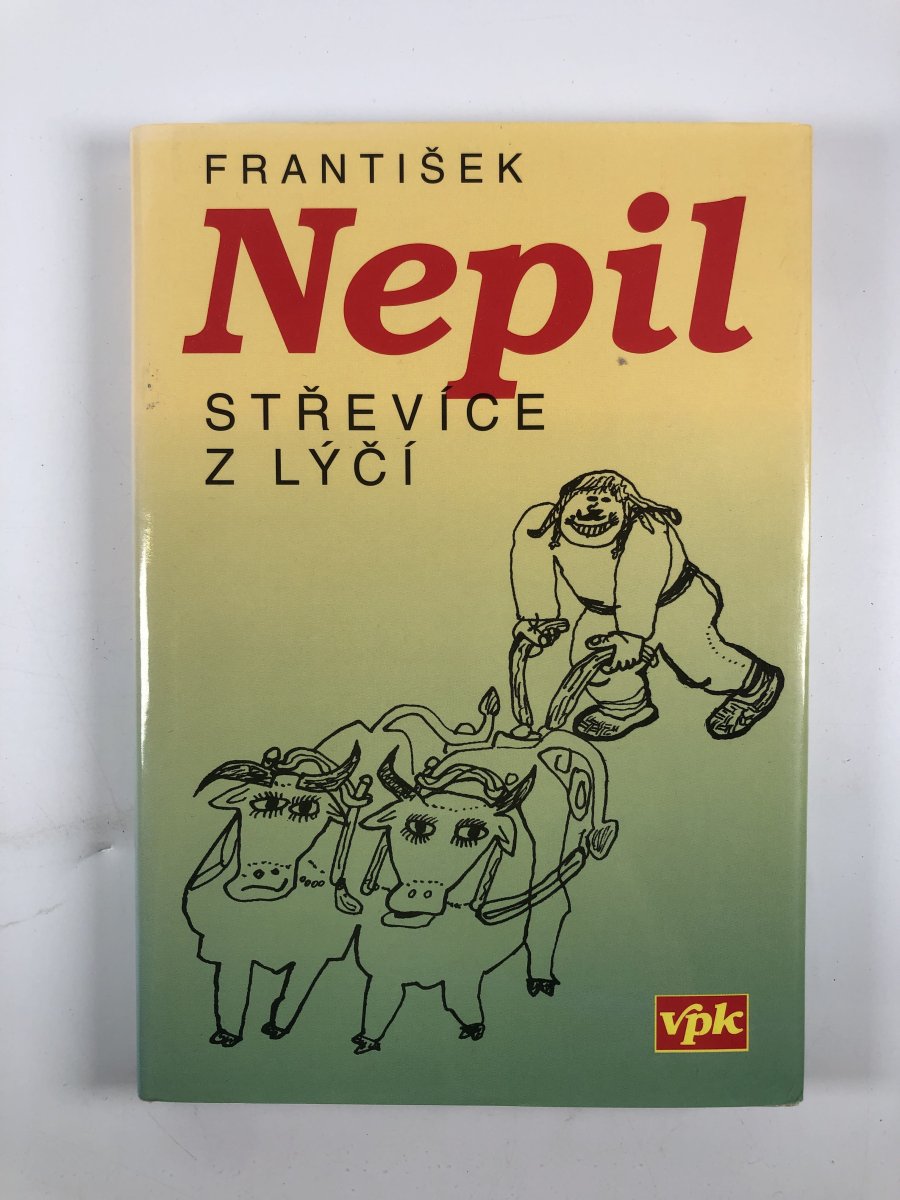 FRANTIŠEK
Nepil
STŘEVÍCE
Z LÝČÍ
vpk